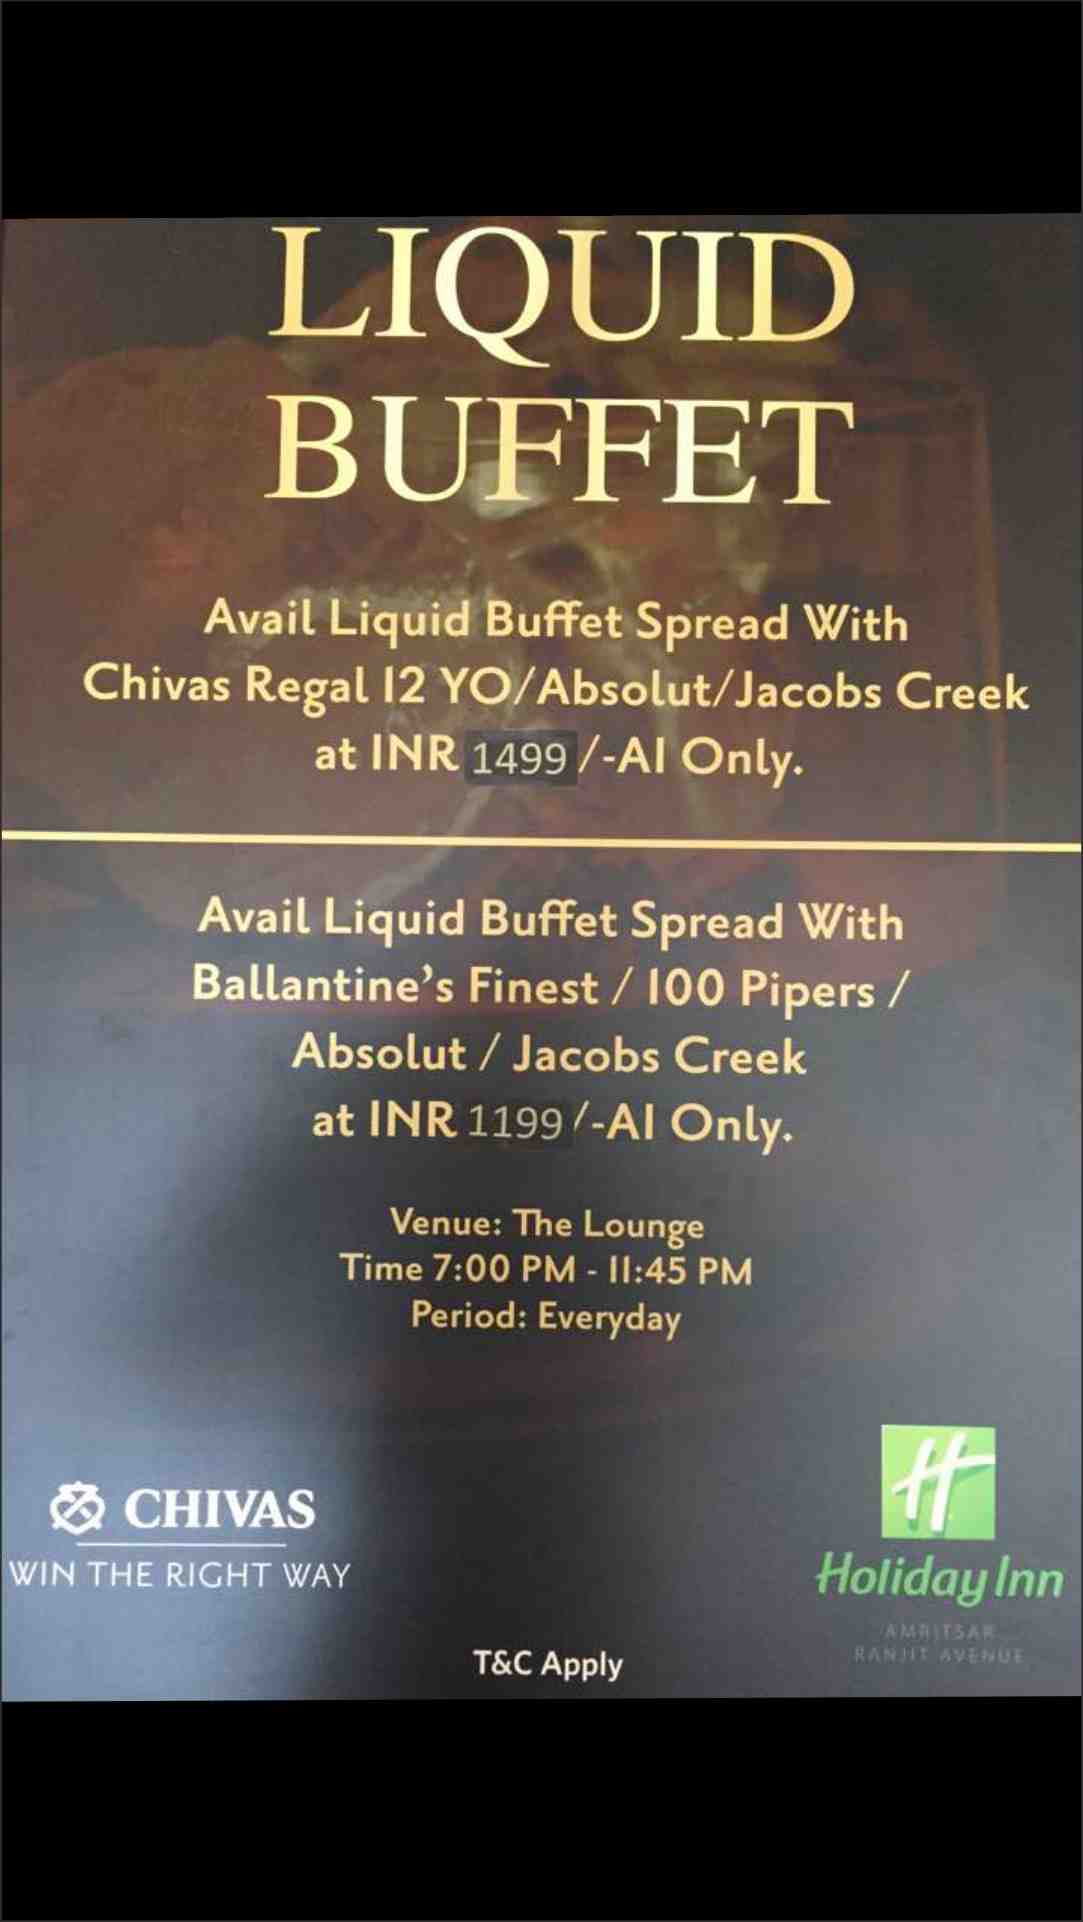 LIQUID
BUFFET
Avail Liquid Buffet Spread With
Chivas Regal 12 YO/Absolut/Jacobs Creek
at INR 1499/-AI Only.
Avail Liquid Buffet Spread With
Ballantine's Finest / 100 Pipers /
Absolut / Jacobs Creek
at INR 1199/-AI Only.
Venue: The Lounge
Time 7:00 PM - 11:45 PM
Period: Everyday
CHIVAS
WIN THE RIGHT WAY
H
Holiday Inn
AMRITSAR
RANJIT AVENUE
T&C Apply